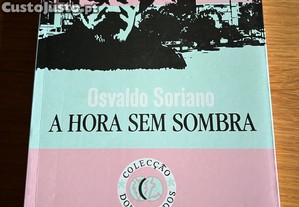 CustoJusto.pt
Osvaldo Soriano
A HORA SEM SOMBRA
COLECÇÃO